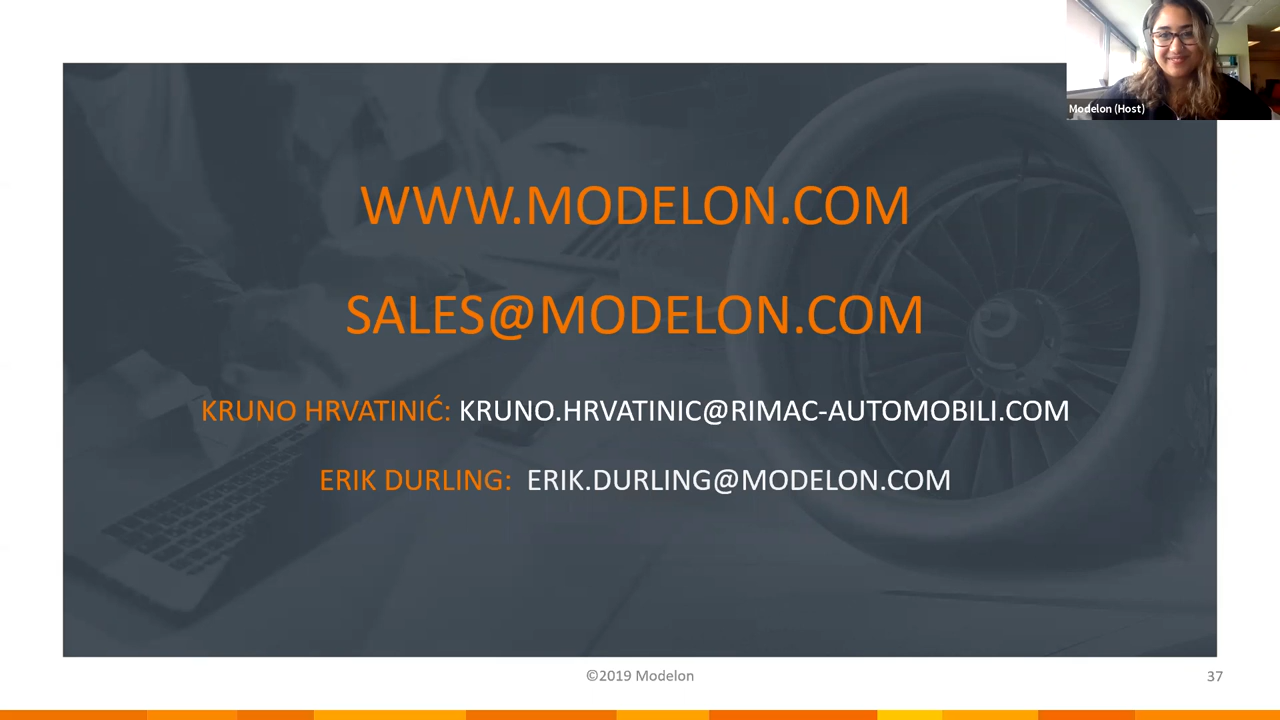 Modelon (Host)
WWW.MODELON.COM
SALES@MODELON.COM
KRUNO HRVATINIĆ: KRUNO.HRVATINIC@RIMAC-AUTOMOBILI.COM
ERIK DURLING: ERIK.DURLING@MODELON.COM
©2019 Modelon
37